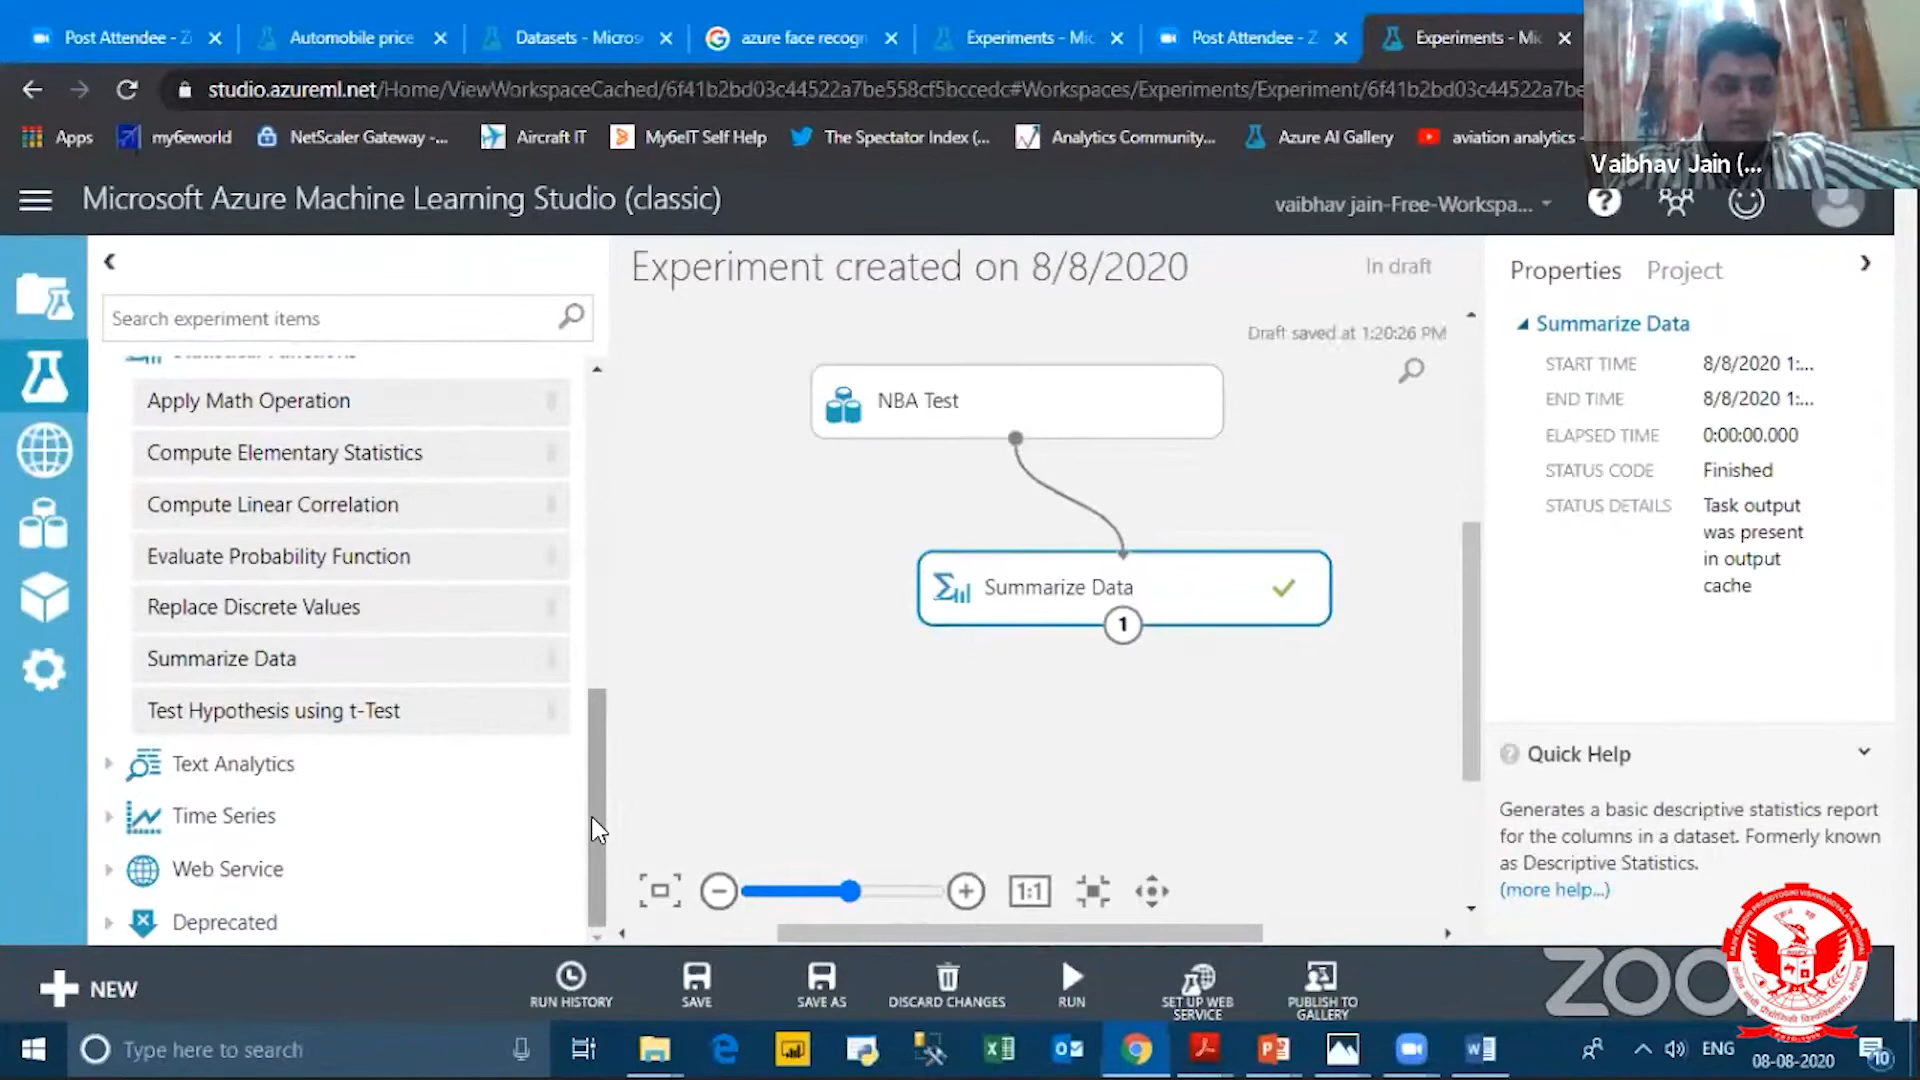 Post Attendee - Z
Automobile price
Datasets - Micros
azure face recogn
Experiments - Mic
Post Attendee - Z
Experiments - Mic
studio.azureml.net/Home/ViewWorkspaceCached/6f41b2bd03c44522a7be558cf5bccedc#Workspaces/Experiments/Experiment/6f41b2bd03c44522a7be
Apps
my6eworld
NetScaler Gateway -...
Aircraft IT
My6eIT Self Help
The Spectator Index (...
Analytics Community...
Azure AI Gallery
aviation analytics -
Vaibhav Jain (...
Microsoft Azure Machine Learning Studio (classic)
vaibhav jain-Free-Workspa...
?
Experiment created on 8/8/2020
In draft
Properties
Project
Search experiment items
Draft saved at 1:20:26 PM
Summarize Data
START TIME 8/8/2020 1:...
END TIME 8/8/2020 1:...
ELAPSED TIME 0:00:00.000
STATUS CODE Finished
STATUS DETAILS Task output
was present
in output
cache
Statistical Functions
Apply Math Operation
Compute Elementary Statistics
Compute Linear Correlation
Evaluate Probability Function
Replace Discrete Values
Summarize Data
Test Hypothesis using t-Test
Text Analytics
Time Series
Web Service
Deprecated
NBA Test
Summarize Data
1
1:1
Quick Help
Generates a basic descriptive statistics report
for the columns in a dataset. Formerly known
as Descriptive Statistics.
(more help...)
NEW
RUN HISTORY
SAVE
SAVE AS
DISCARD CHANGES
RUN
SET UP WEB
SERVICE
PUBLISH TO
GALLERY
Type here to search
ENG
08-08-2020
10